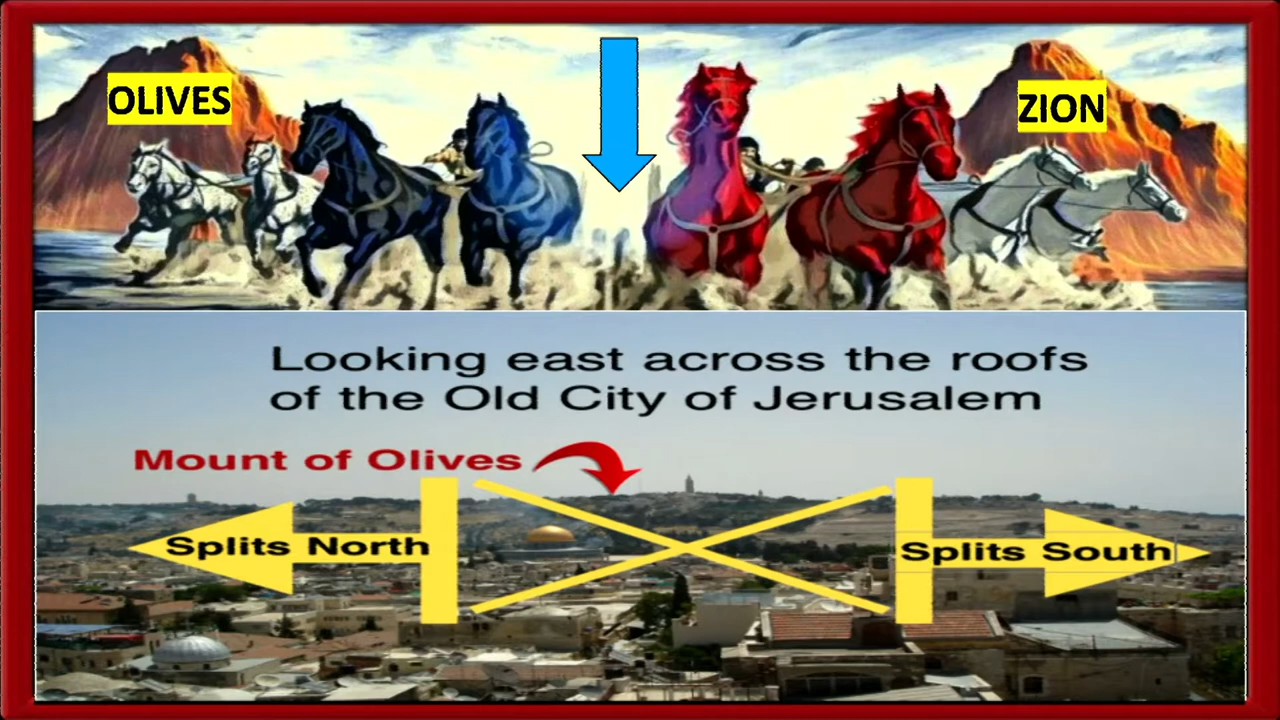 OLIVES
ZION
Looking east across the roofs
of the Old City of Jerusalem
Mount of Olives
Splits North
Splits South